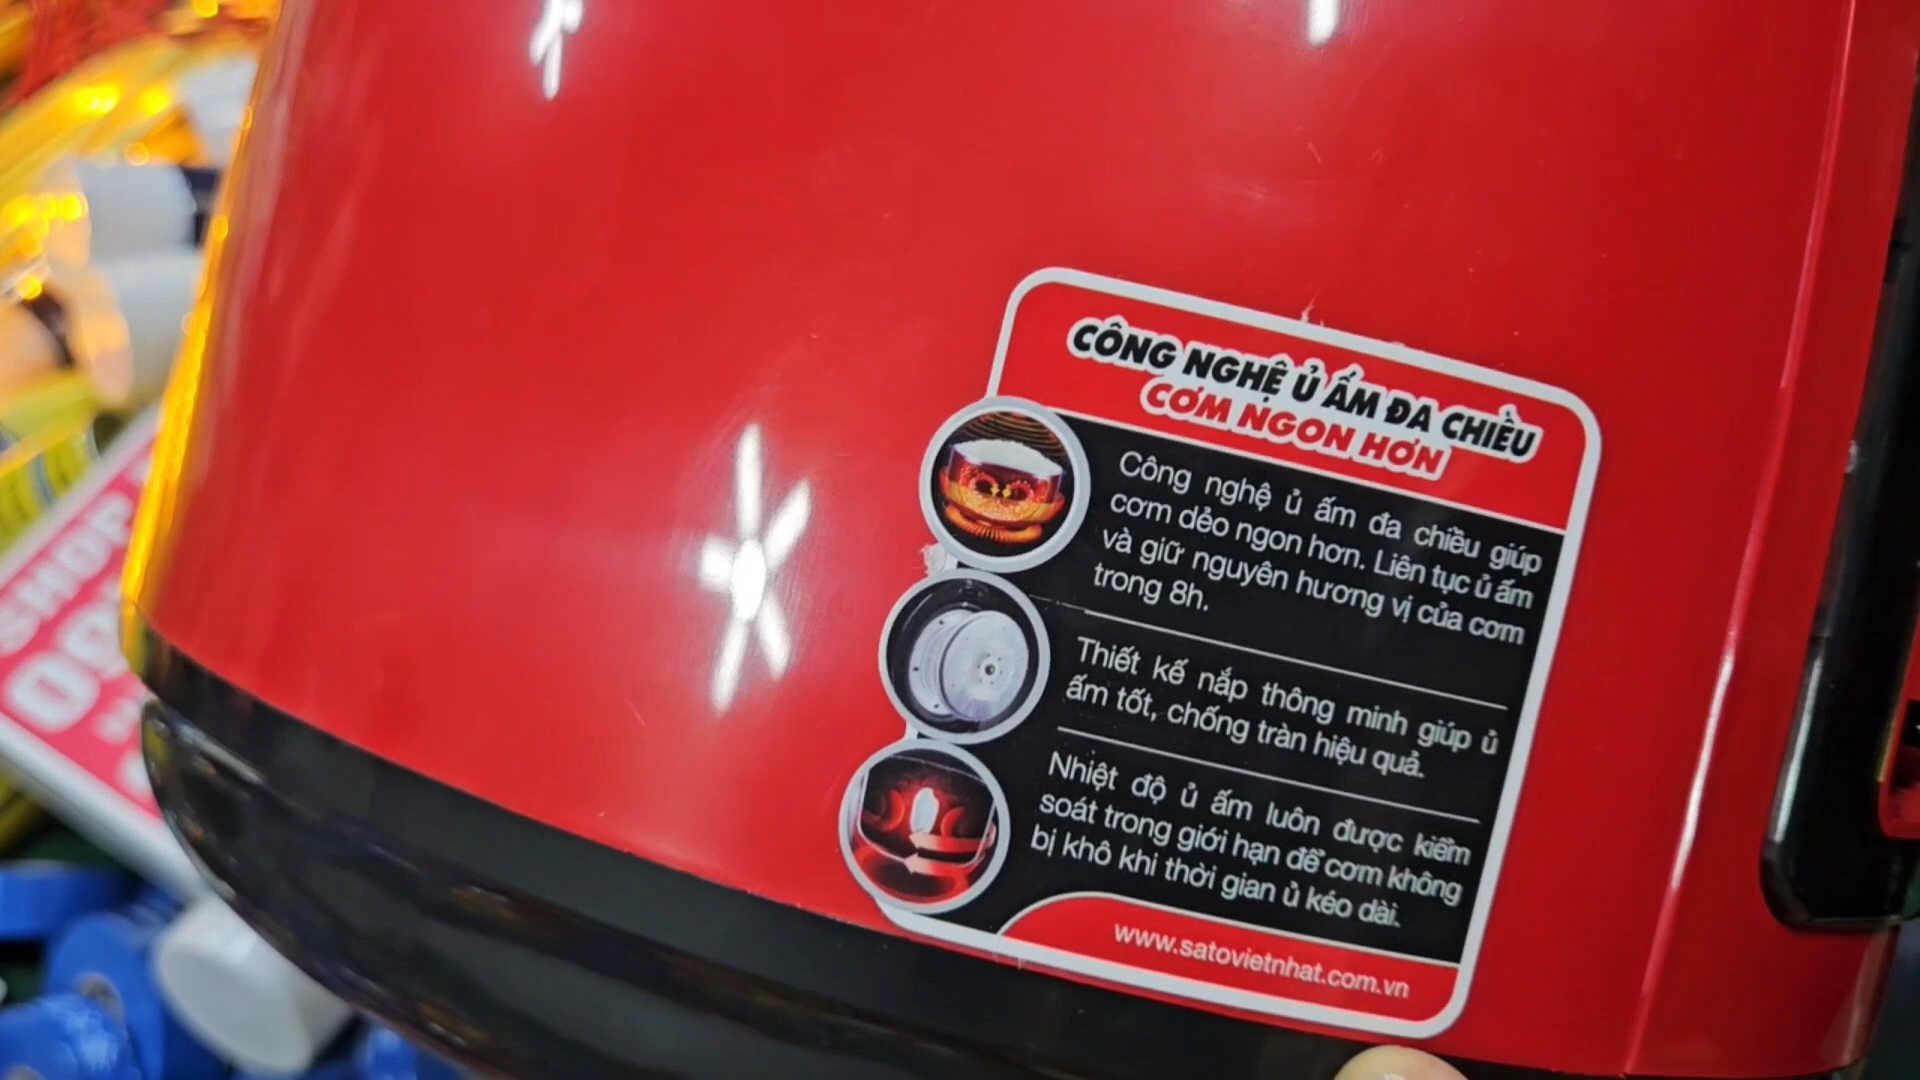 CÔNG NGHỆ Ủ ẤM ĐA CHIỀU
CƠM NGON HƠN
Công nghệ ủ ấm đa chiều giúp
cơm dẻo ngon hơn. Liên tục ủ ấm
và giữ nguyên hương vị của cơm
trong 8h.
Thiết kế nắp thông minh giúp ủ
ấm tốt, chống tràn hiệu quả.
Nhiệt độ ủ ấm luôn được kiểm
soát trong giới hạn để cơm không
bị khô khi thời gian ủ kéo dài.
www.satovietnhat.com.vn
SHOP